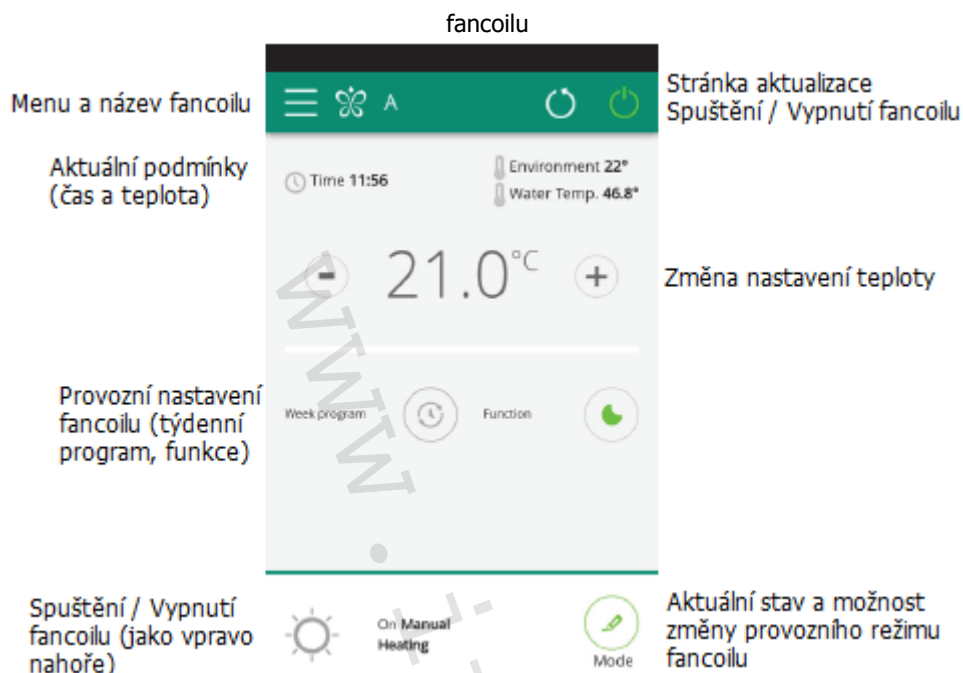 fancoilu
Menu a název fancoilu
A
Stránka aktualizace
Spuštění / Vypnutí fancoilu
Aktuální podmínky
(čas a teplota)
Time 11:56
Environment 22°
Water Temp. 46.8°
21.0°C
Změna nastavení teploty
Provozní nastavení
fancoilu (týdenní
program, funkce)
Week program
Function
Spuštění / Vypnutí
fancoilu (jako vpravo
nahoře)
On Manual
Heating
Mode
Aktuální stav a možnost
změny provozního režimu
fancoilu
www.